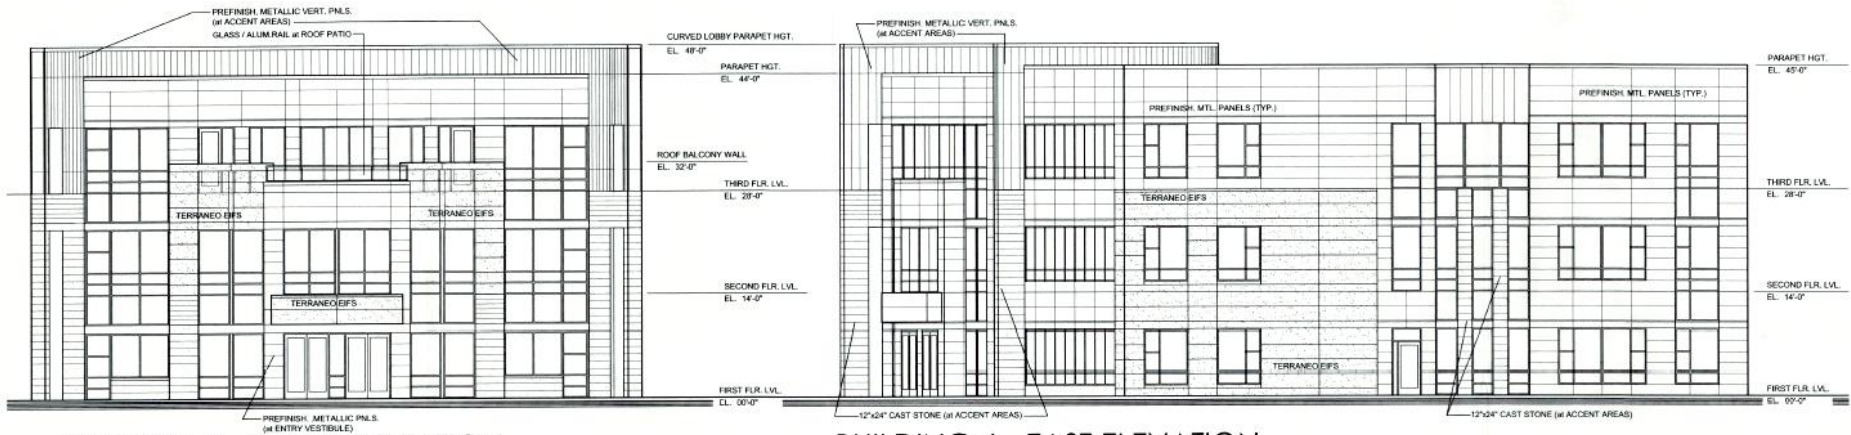 PREFINISH. METALLIC VERT. PNLS.
(at ACCENT AREAS)
GLASS / ALUM.RAIL at ROOF PATIO
TERRANEO EIFS
TERRANEO EIFS
TERRANEO EIFS
PREFINISH. METALLIC PNLS.
(at ENTRY VESTIBULE)
CURVED LOBBY PARAPET HGT.
EL. 48'-0"
PARAPET HGT.
EL. 44'-0"
ROOF BALCONY WALL
EL. 32'-0"
THIRD FLR. LVL.
EL. 28'-0"
SECOND FLR. LVL.
EL. 14'-0"
FIRST FLR. LVL.
EL. 00'-0"
PREFINISH. METALLIC VERT. PNLS.
(at ACCENT AREAS)
PREFINISH. MTL. PANELS (TYP.)
PREFINISH. MTL. PANELS (TYP.)
TERRANEO EIFS
TERRANEO EIFS
12"x24" CAST STONE (at ACCENT AREAS)
12"x24" CAST STONE (at ACCENT AREAS)
PARAPET HGT.
EL. 45'-0"
THIRD FLR. LVL.
EL. 28'-0"
SECOND FLR. LVL.
EL. 14'-0"
FIRST FLR. LVL.
EL. 00'-0"